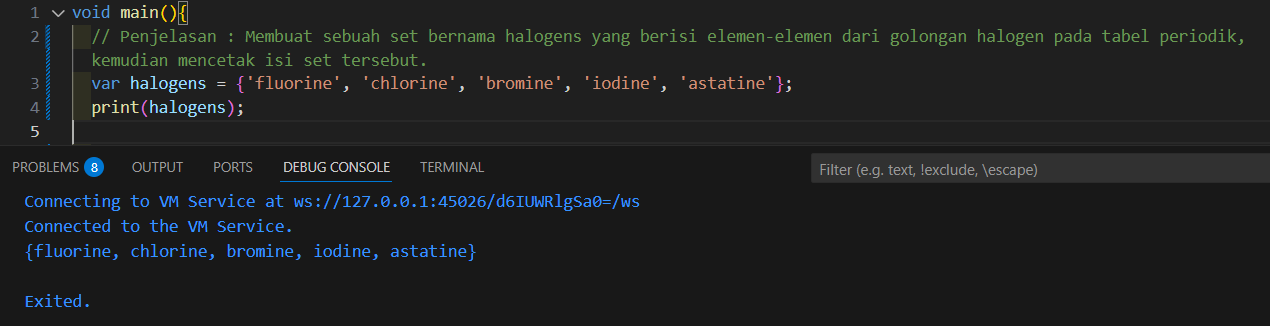 1 void main(){
2 // Penjelasan : Membuat sebuah set bernama halogens yang berisi elemen-elemen dari golongan halogen pada tabel periodik,
kemudian mencetak isi set tersebut.
3 var halogens = {'fluorine', 'chlorine', 'bromine', 'iodine', 'astatine'};
4 print(halogens);
5
PROBLEMS 8 OUTPUT PORTS DEBUG CONSOLE TERMINAL Filter (e.g. text, !exclude, \escape)
Connecting to VM Service at ws://127.0.0.1:45026/d6IUWRlgSa0=/ws
Connected to the VM Service.
{fluorine, chlorine, bromine, iodine, astatine}
Exited.